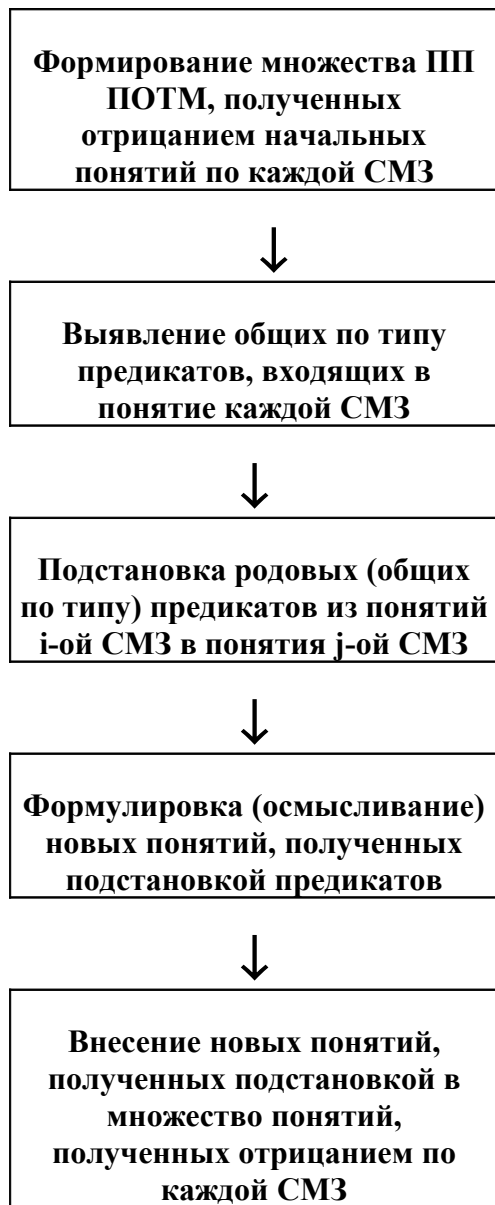 Формирование множества ПП
ПОТМ, полученных
отрицанием начальных
понятий по каждой СМЗ
↓
Выявление общих по типу
предикатов, входящих в
понятие каждой СМЗ
↓
Подстановка родовых (общих
по типу) предикатов из понятий
i-ой СМЗ в понятия j-ой СМЗ
↓
Формулировка (осмысливание)
новых понятий, полученных
подстановкой предикатов
↓
Внесение новых понятий,
полученных подстановкой в
множество понятий,
полученных отрицанием по
каждой СМЗ